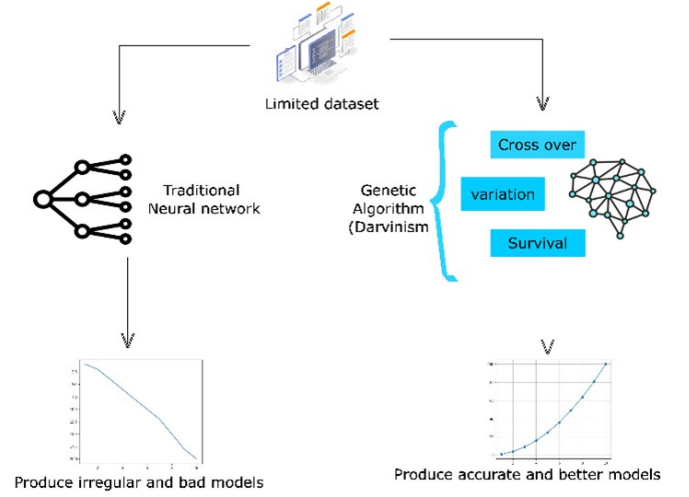 Limited dataset
Traditional
Neural network
Genetic
Algorithm
(Darvinism
Cross over
variation
Survival
Produce irregular and bad models
Produce accurate and better models